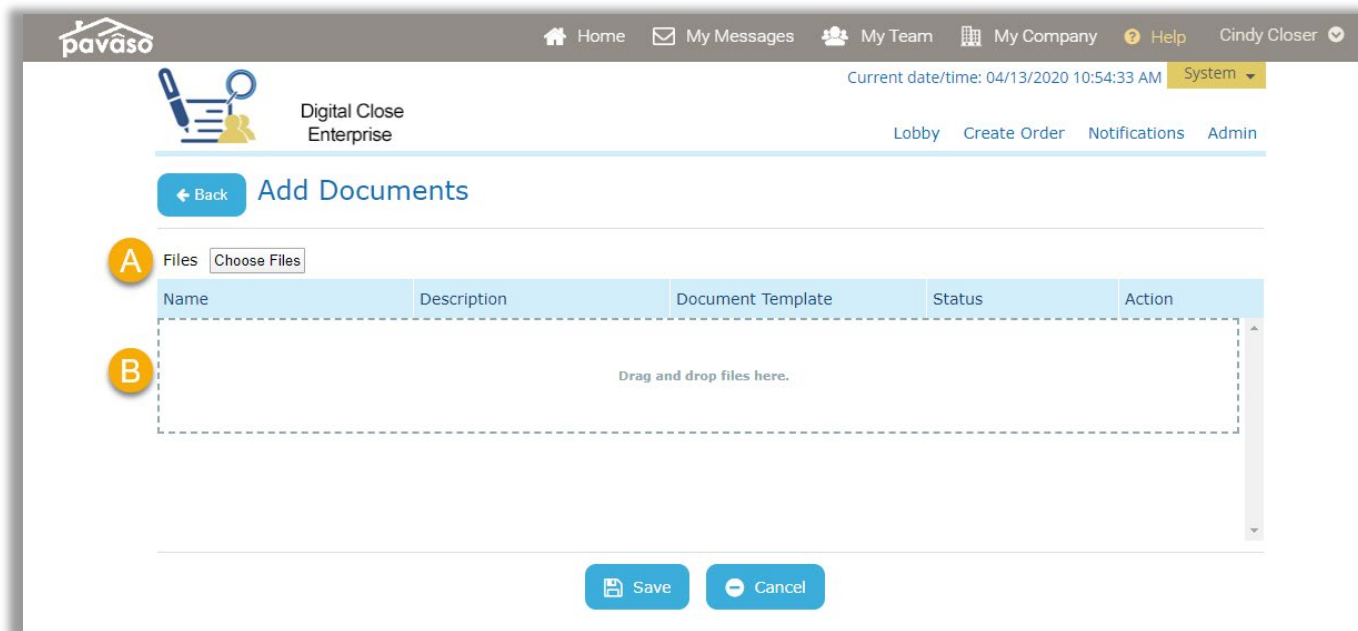 pavaso
Home My Messages My Team My Company ? Help Cindy Closer
Current date/time: 04/13/2020 10:54:33 AM System
Digital Close
Enterprise
Lobby Create Order Notifications Admin
Back Add Documents
A Files Choose Files
Name Description Document Template Status Action
B Drag and drop files here.
Save Cancel